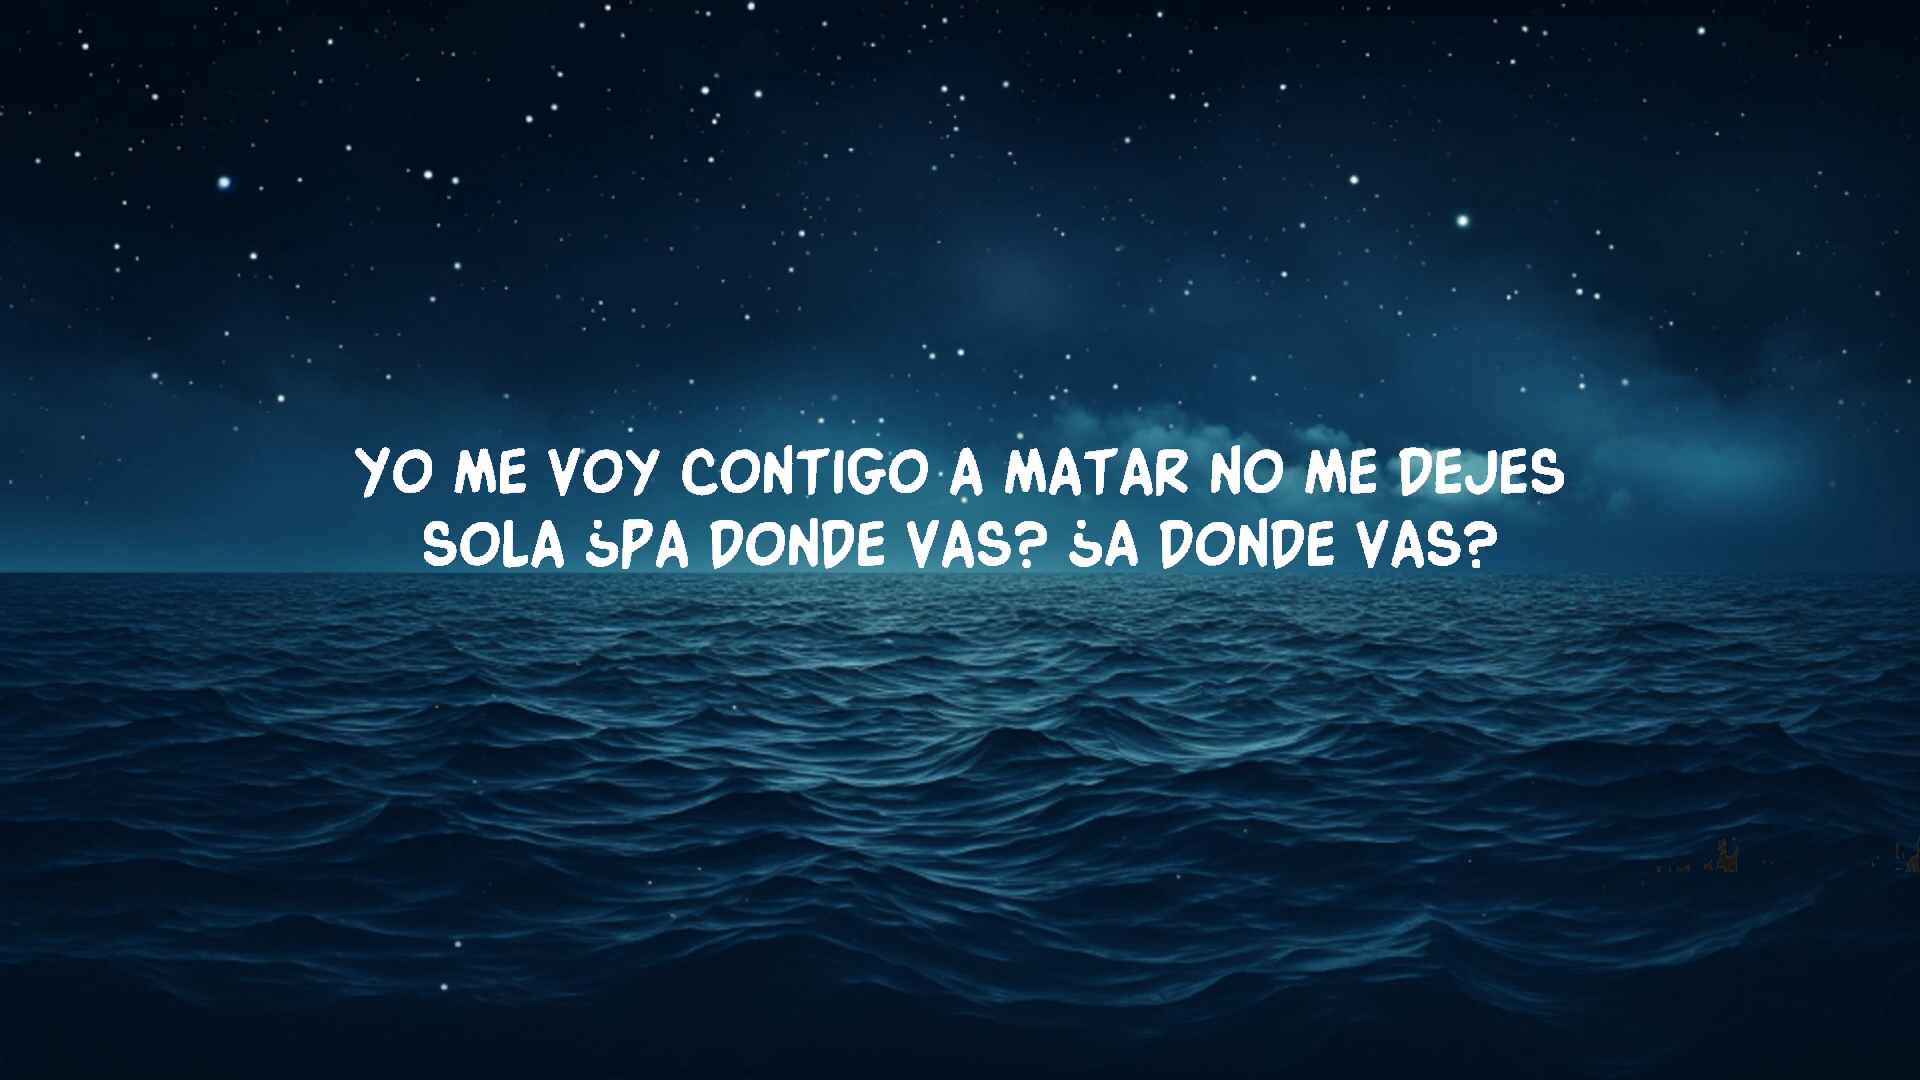 YO ME VOY CONTIGO A MATAR NO ME DEJES
SOLA ¿PA DONDE VAS? ¿A DONDE VAS?